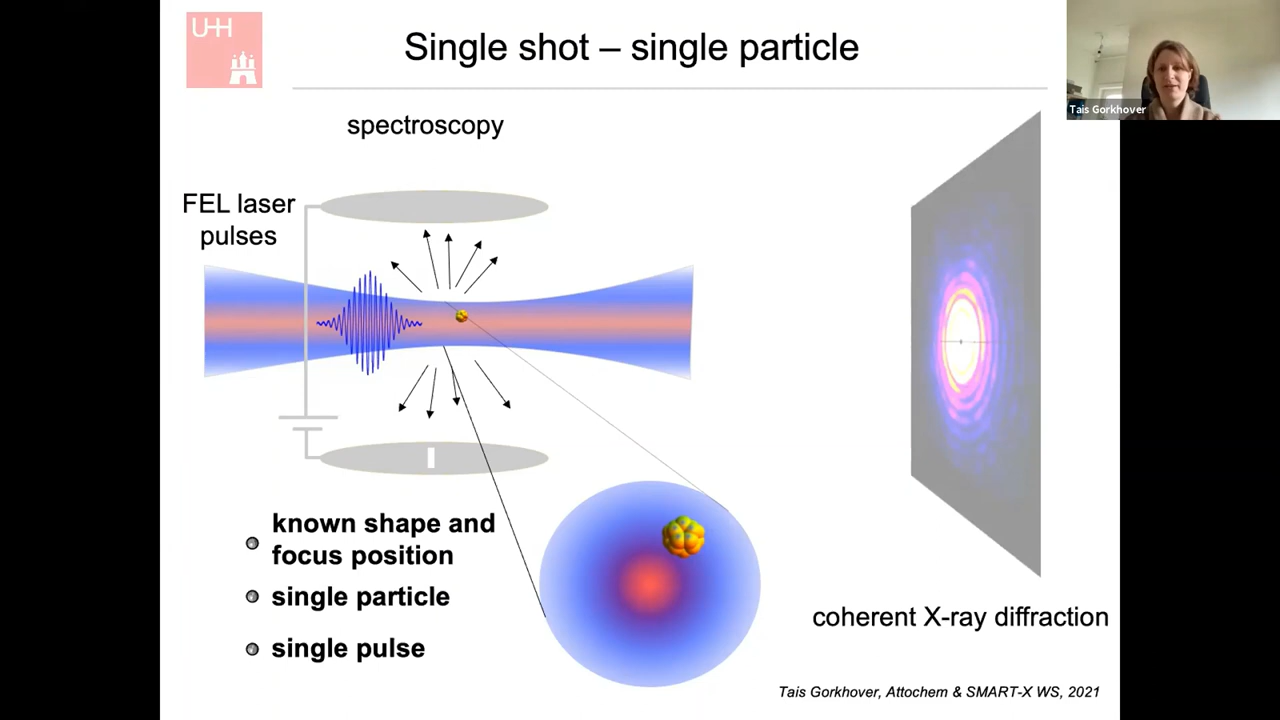 UHH
Single shot – single particle
Tais Gorkhover
spectroscopy
FEL laser
pulses
known shape and
focus position
single particle
single pulse
coherent X-ray diffraction
Tais Gorkhover, Attochem & SMART-X WS, 2021